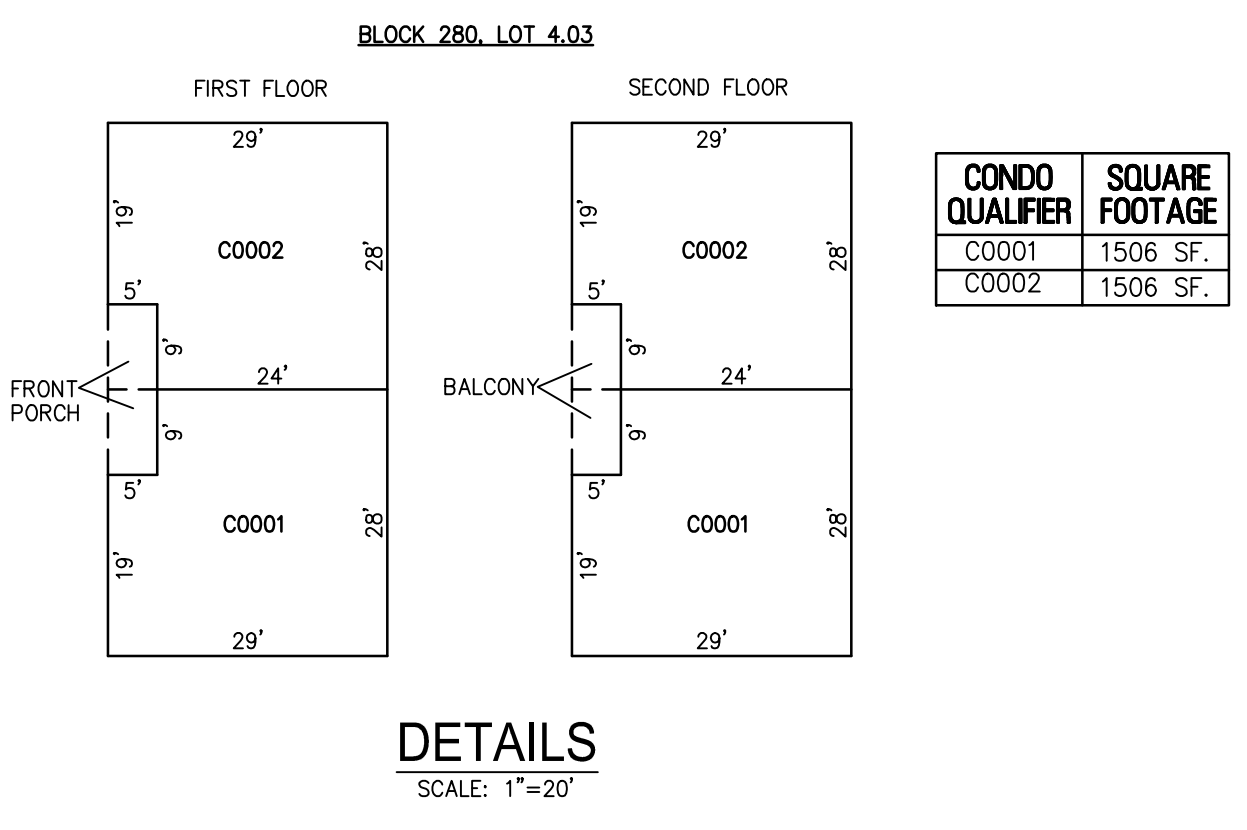 BLOCK 280, LOT 4.03
FIRST FLOOR
29'
19'
C0002
28'
5'
9'
FRONT
PORCH
24'
9'
5'
C0001
28'
19'
29'
SECOND FLOOR
29'
19'
C0002
28'
5'
9'
BALCONY
24'
9'
5'
C0001
28'
19'
29'
CONDO QUALIFIER SQUARE FOOTAGE
C0001 1506 SF.
C0002 1506 SF.
DETAILS
SCALE: 1"=20'